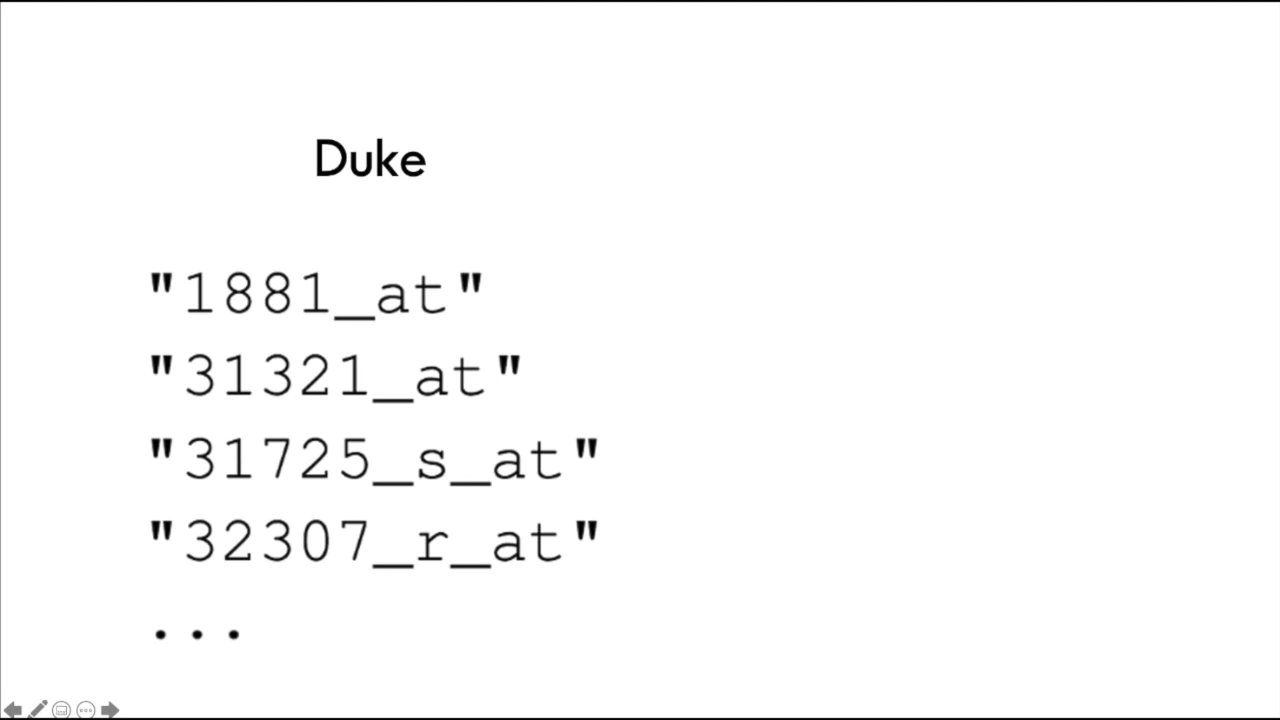 Duke
"1881_at"
"31321_at"
"31725_s_at"
"32307_r_at"
...